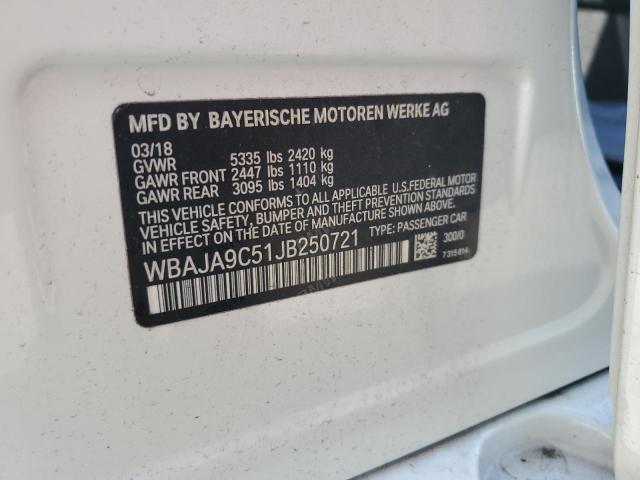 MFD BY BAYERISCHE MOTOREN WERKE AG
03/18
GVWR 5335 lbs 2420 kg
GAWR FRONT 2447 lbs 1110 kg
GAWR REAR 3095 lbs 1404 kg
THIS VEHICLE CONFORMS TO ALL APPLICABLE U.S.FEDERAL MOTOR
VEHICLE SAFETY, BUMPER, AND THEFT PREVENTION STANDARDS
IN EFFECT ON THE DATE OF MANUFACTURE SHOWN ABOVE.
WBAJA9C51JB250721 TYPE: PASSENGER CAR
300/0
7315814